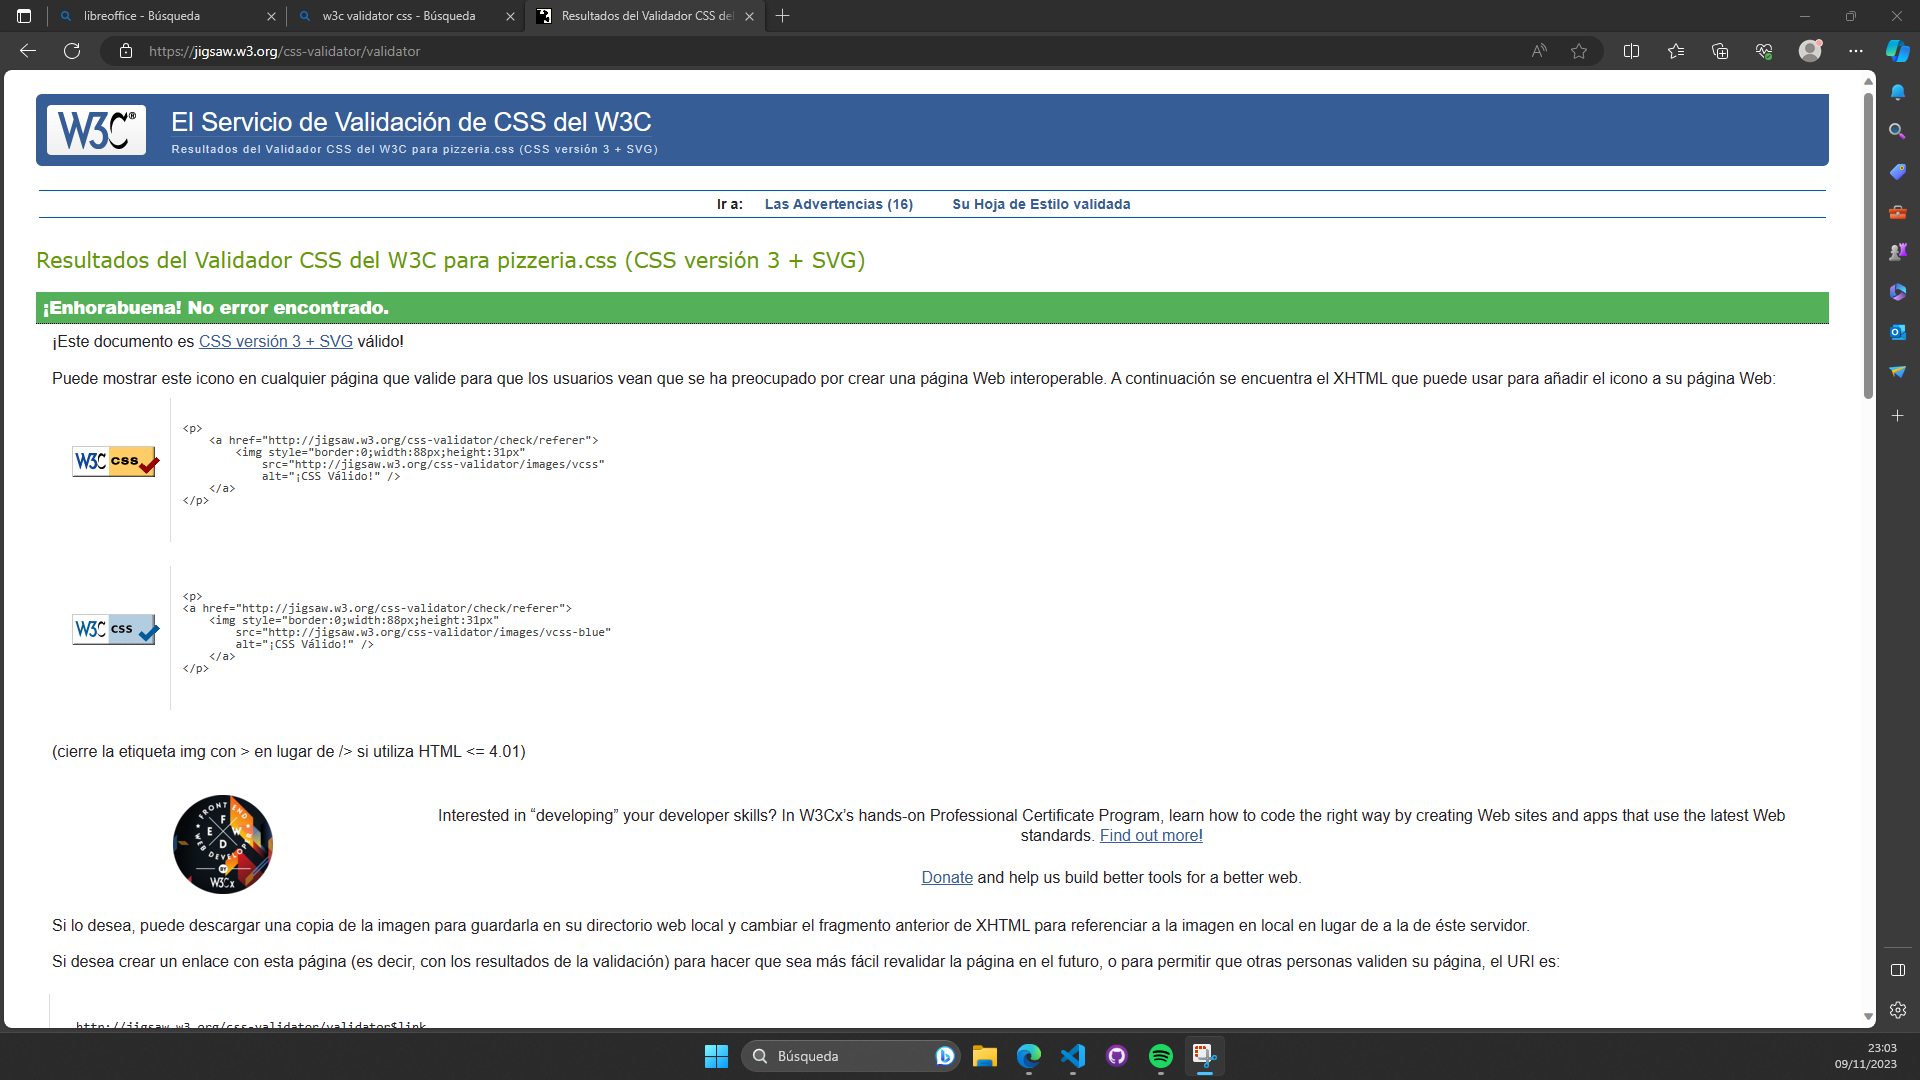 libreoffice - Búsqueda
w3c validator css - Búsqueda
Resultados del Validador CSS del
https://jigsaw.w3.org/css-validator/validator
W3C®
El Servicio de Validación de CSS del W3C
Resultados del Validador CSS del W3C para pizzeria.css (CSS versión 3 + SVG)
Ir a: Las Advertencias (16) Su Hoja de Estilo validada
Resultados del Validador CSS del W3C para pizzeria.css (CSS versión 3 + SVG)
¡Enhorabuena! No error encontrado.
¡Este documento es CSS versión 3 + SVG válido!
Puede mostrar este icono en cualquier página que valide para que los usuarios vean que se ha preocupado por crear una página Web interoperable. A continuación se encuentra el XHTML que puede usar para añadir el icono a su página Web:
W3C css
<p>
<a href="http://jigsaw.w3.org/css-validator/check/referer">
<img style="border:0;width:88px;height:31px"
src="http://jigsaw.w3.org/css-validator/images/vcss"
alt="¡CSS Válido!" />
</a>
</p>
W3C css
<p>
<a href="http://jigsaw.w3.org/css-validator/check/referer">
<img style="border:0;width:88px;height:31px"
src="http://jigsaw.w3.org/css-validator/images/vcss-blue"
alt="¡CSS Válido!" />
</a>
</p>
(cierre la etiqueta img con > en lugar de /> si utiliza HTML <= 4.01)
FRONT END
F
E W
D
WEB DEVELOPER
W3Cx
Interested in “developing” your developer skills? In W3Cx’s hands-on Professional Certificate Program, learn how to code the right way by creating Web sites and apps that use the latest Web
standards. Find out more!
Donate and help us build better tools for a better web.
Si lo desea, puede descargar una copia de la imagen para guardarla en su directorio web local y cambiar el fragmento anterior de XHTML para referenciar a la imagen en local en lugar de a la de éste servidor.
Si desea crear un enlace con esta página (es decir, con los resultados de la validación) para hacer que sea más fácil revalidar la página en el futuro, o para permitir que otras personas validen su página, el URI es:
http://jigsaw.w3.org/css-validator/validator$link
Búsqueda
23:03
09/11/2023